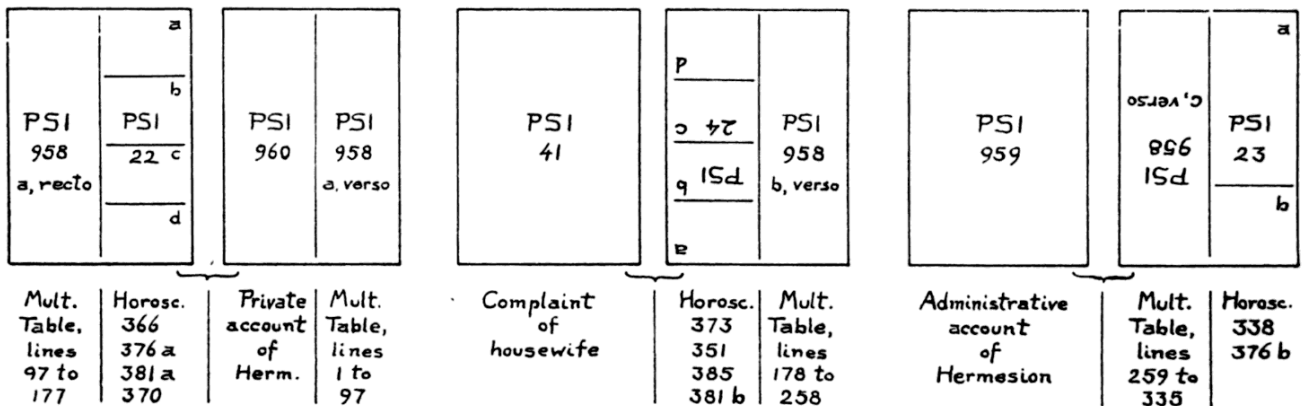 PSI
958
a, recto
a
b
PSI
22 c
d
PSI
960
PSI
958
a, verso
PSI
41
a
PSI b
24 c
d
PSI
958
b, verso
PSI
959
PSI
958
c, verso
a
PSI
23
b
Mult.
Table,
lines
97 to
177
Horosc.
366
376 a
381 a
370
Private
account
of
Herm.
Mult.
Table,
lines
1 to
97
Complaint
of
housewife
Horosc.
373
351
385
381 b
Mult.
Table,
lines
178 to
258
Administrative
account
of
Hermesion
Mult.
Table,
lines
259 to
335
Horosc.
338
376 b